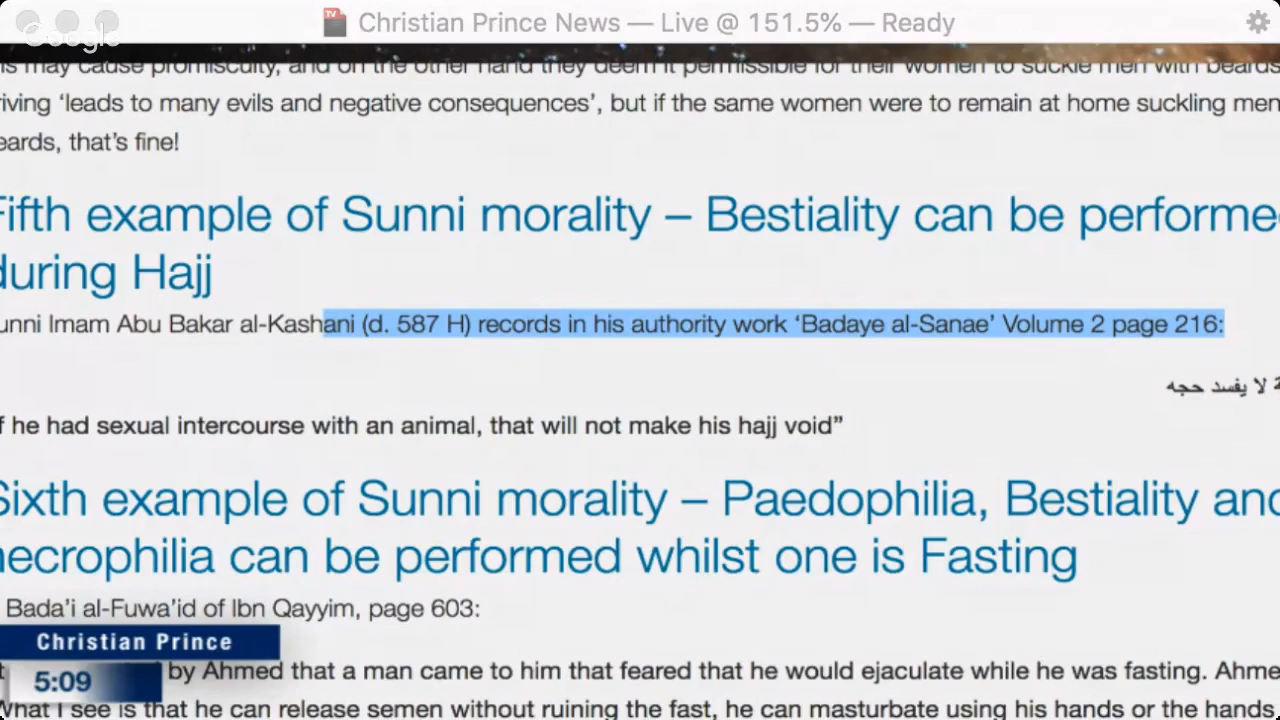 Google
Christian Prince News — Live @ 151.5% — Ready
may cause promiscuity, and on the other hand they deem it permissible for their women to suckle men with beards
riving ‘leads to many evils and negative consequences’, but if the same women were to remain at home suckling men
eards, that’s fine!
Fifth example of Sunni morality – Bestiality can be performe
during Hajj
unni Imam Abu Bakar al-Kashani (d. 587 H) records in his authority work ‘Badaye al-Sanae’ Volume 2 page 216:
لا يفسد حجه
f he had sexual intercourse with an animal, that will not make his hajj void”
Sixth example of Sunni morality – Paedophilia, Bestiality and
necrophilia can be performed whilst one is Fasting
Bada’i al-Fuwa’id of Ibn Qayyim, page 603:
Christian Prince
by Ahmed that a man came to him that feared that he would ejaculate while he was fasting. Ahme
5:09
What I see is that he can release semen without ruining the fast, he can masturbate using his hands or the hands